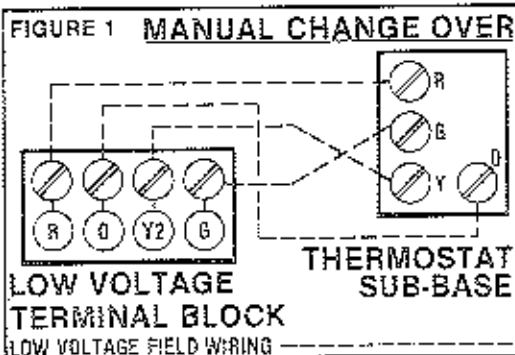 FIGURE 1 MANUAL CHANGE OVER
R
G
Y O
R O Y2 G
THERMOSTAT
SUB-BASE
LOW VOLTAGE
TERMINAL BLOCK
LOW VOLTAGE FIELD WIRING